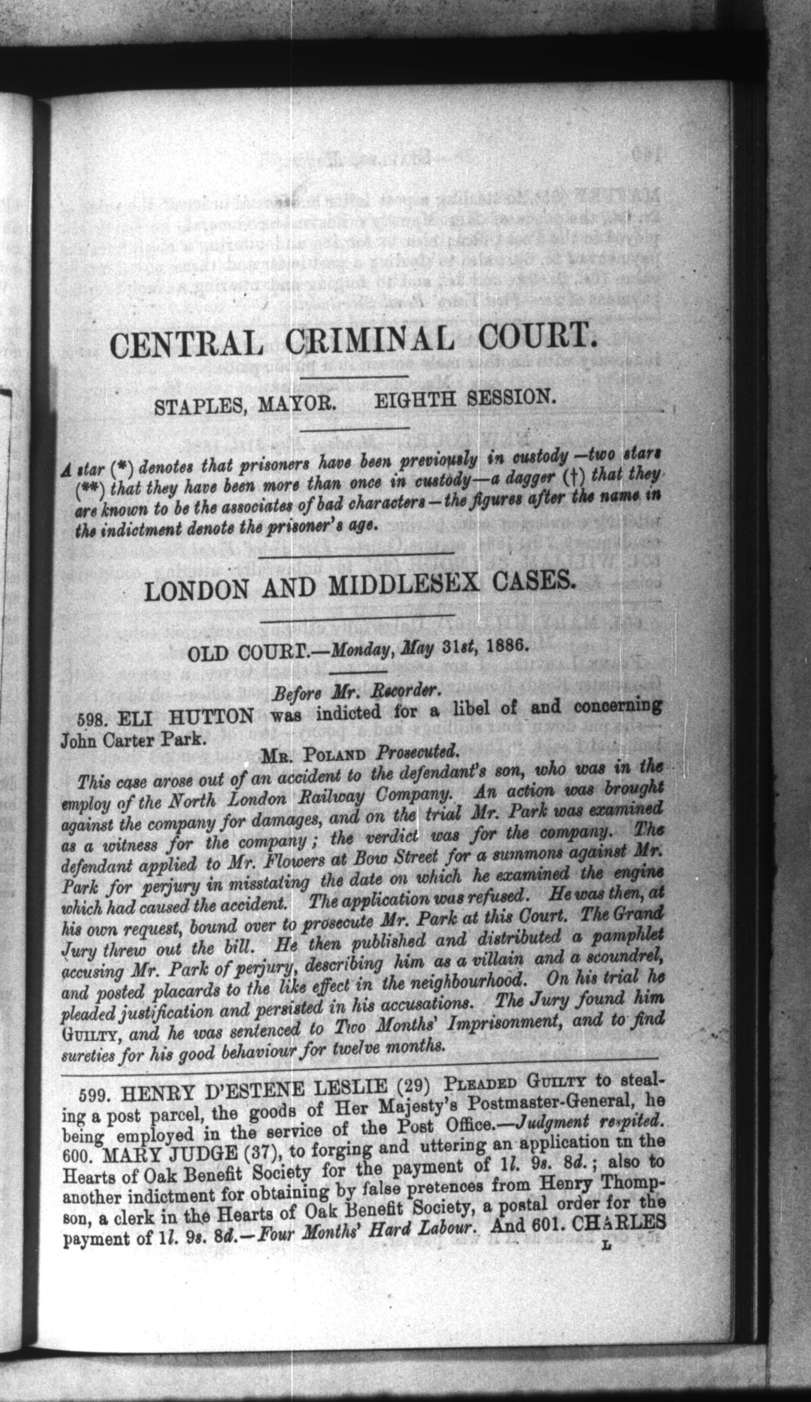 CENTRAL CRIMINAL COURT.
STAPLES, MAYOR. EIGHTH SESSION.
A star (*) denotes that prisoners have been previously in custody—two stars
(**) that they have been more than once in custody—a dagger (†) that they
are known to be the associates of bad characters—the figures after the name in
the indictment denote the prisoner's age.
LONDON AND MIDDLESEX CASES.
OLD COURT.—Monday, May 31st, 1886.
Before Mr. Recorder.
598. ELI HUTTON was indicted for a libel of and concerning
John Carter Park.
MR. POLAND Prosecuted.
This case arose out of an accident to the defendant's son, who was in the
employ of the North London Railway Company. An action was brought
against the company for damages, and on the trial Mr. Park was examined
as a witness for the company; the verdict was for the company. The
defendant applied to Mr. Flowers at Bow Street for a summons against Mr.
Park for perjury in misstating the date on which he examined the engine
which had caused the accident. The application was refused. He was then, at
his own request, bound over to prosecute Mr. Park at this Court. The Grand
Jury threw out the bill. He then published and distributed a pamphlet
accusing Mr. Park of perjury, describing him as a villain and a scoundrel,
and posted placards to the like effect in the neighbourhood. On his trial he
pleaded justification and persisted in his accusations. The Jury found him
GUILTY, and he was sentenced to Two Months' Imprisonment, and to find
sureties for his good behaviour for twelve months.
599. HENRY D'ESTENE LESLIE (29) PLEADED GUILTY to steal-
ing a post parcel, the goods of Her Majesty's Postmaster-General, he
being employed in the service of the Post Office.—Judgment respited.
600. MARY JUDGE (37), to forging and uttering an application in the
Hearts of Oak Benefit Society for the payment of 1l. 9s. 8d.; also to
another indictment for obtaining by false pretences from Henry Thomp-
son, a clerk in the Hearts of Oak Benefit Society, a postal order for the
payment of 1l. 9s. 8d.—Four Months' Hard Labour. And 601. CHARLES
L